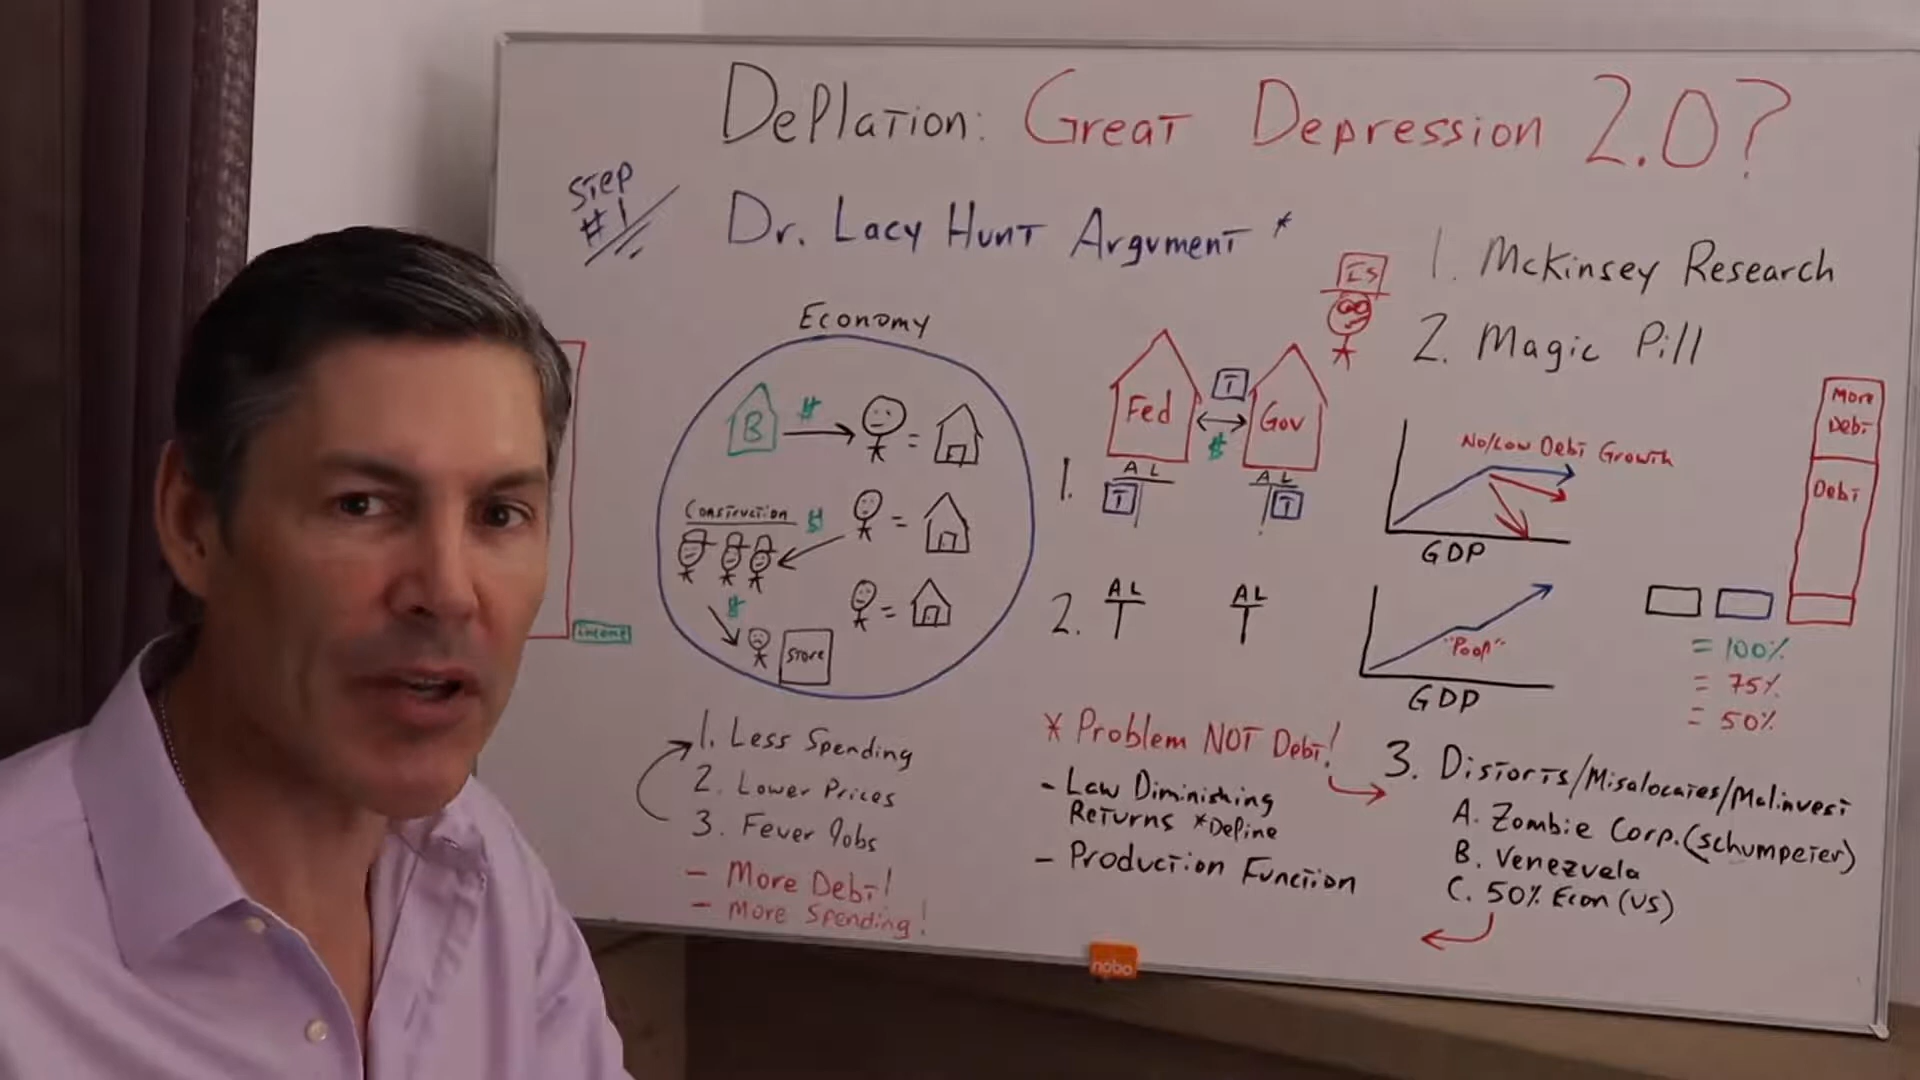 DePlation: Great Depression 2.0?
Step
#1
Dr. Lacy Hunt Argument *
Economy
B
$
Construction
$
$
Store
Income
1. Less Spending
2. Lower Prices
3. Fewer Jobs
- More Debt!
- More Spending!
IS
Fed
T
$
Gov
1.
A L
T
A L
T
2.
A L
A L
* Problem NOT Debt!
- Law Diminishing
Returns *Define
- Production Function
1. McKinsey Research
2. Magic Pill
No/Low Debt Growth
GDP
"Poop"
GDP
More
Debt
Debt
= 100%
= 75%
= 50%
3. Distorts/Misalocates/Malinvest
A. Zombie Corp. (schumpeter)
B. Venezuela
C. 50% Econ (US)
nobo